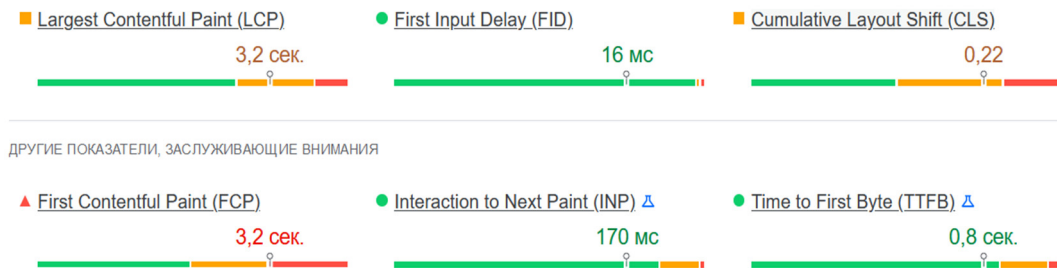 Largest Contentful Paint (LCP) First Input Delay (FID) Cumulative Layout Shift (CLS)
3,2 сек. 16 мс 0,22
ДРУГИЕ ПОКАЗАТЕЛИ, ЗАСЛУЖИВАЮЩИЕ ВНИМАНИЯ
First Contentful Paint (FCP) Interaction to Next Paint (INP) Time to First Byte (TTFB)
3,2 сек. 170 мс 0,8 сек.